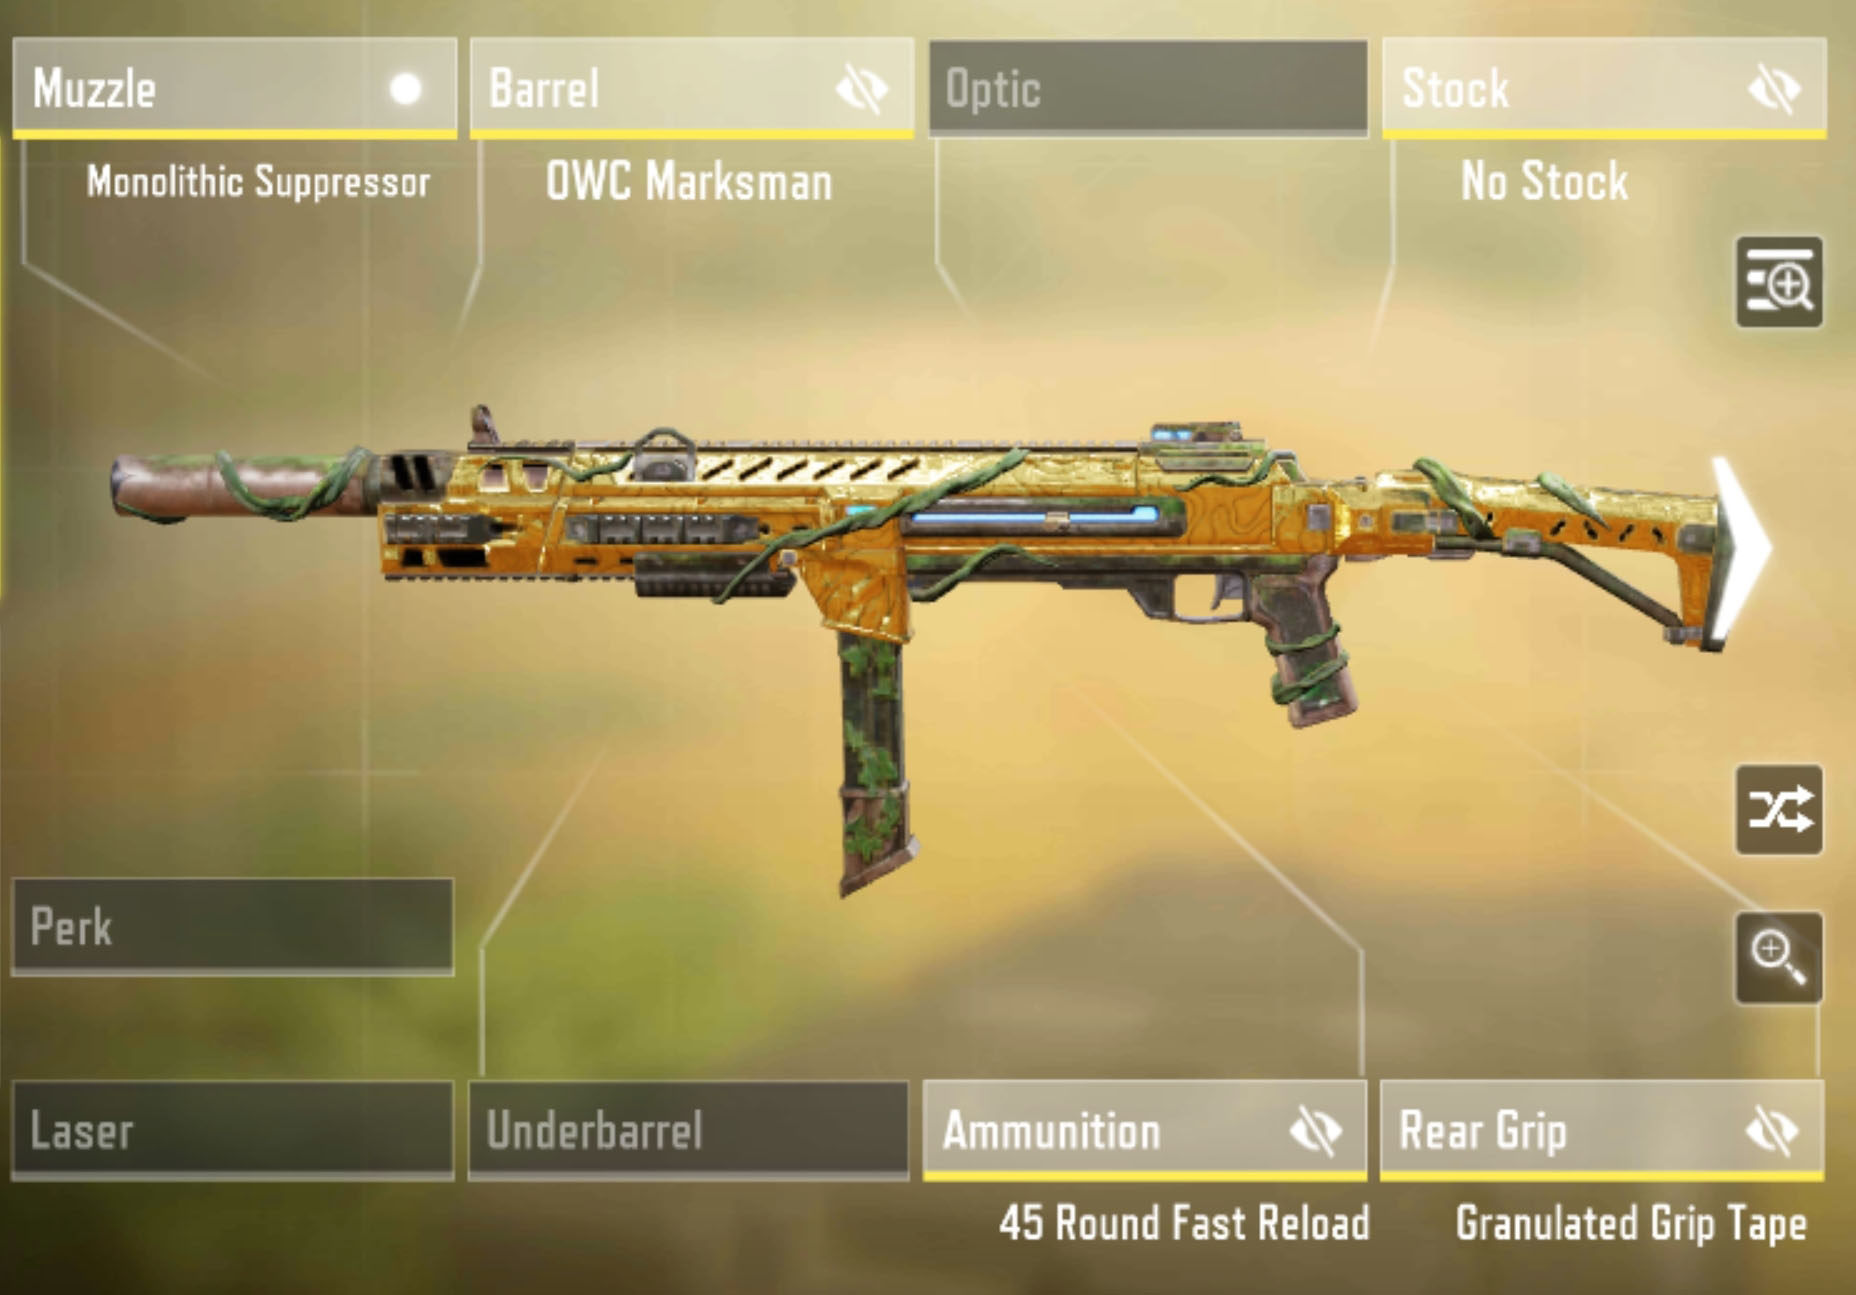 Muzzle
Barrel
Optic
Stock
Monolithic Suppressor
OWC Marksman
No Stock
Perk
Laser
Underbarrel
Ammunition
Rear Grip
45 Round Fast Reload
Granulated Grip Tape